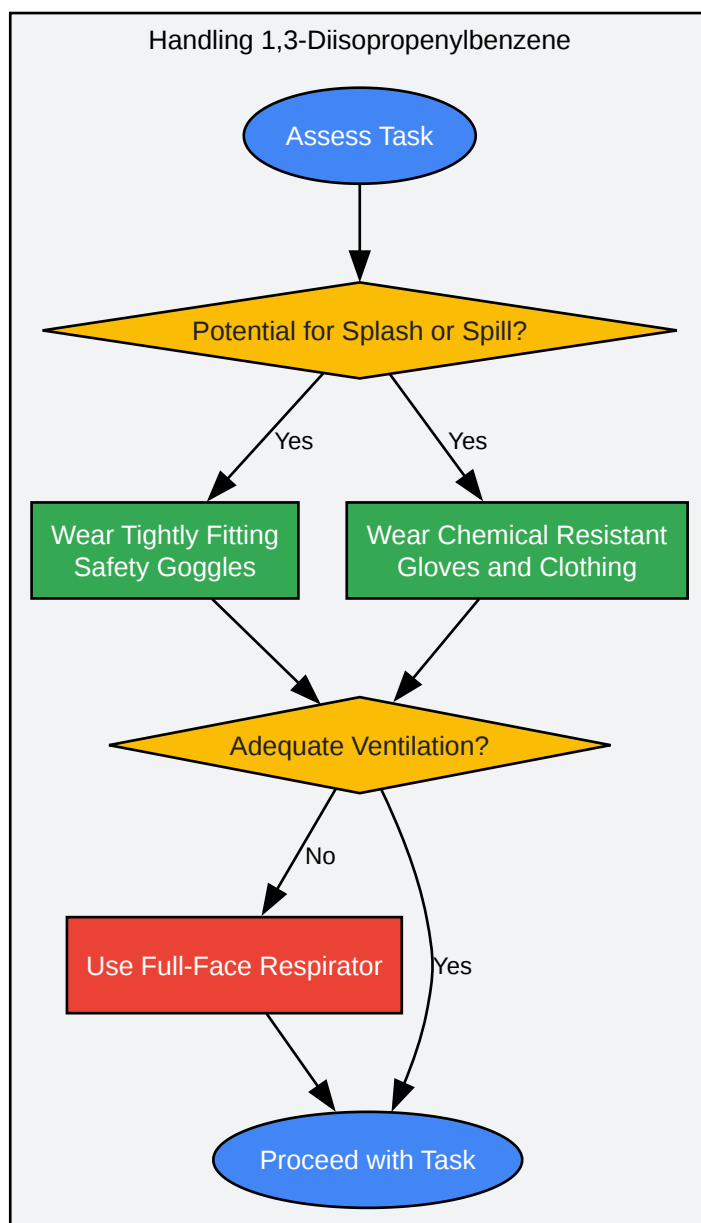 Handling 1,3-Diisopropenylbenzene
Assess Task
Potential for Splash or Spill?
Yes
Yes
Wear Tightly Fitting
Safety Goggles
Wear Chemical Resistant
Gloves and Clothing
Adequate Ventilation?
No
Use Full-Face Respirator
Yes
Proceed with Task